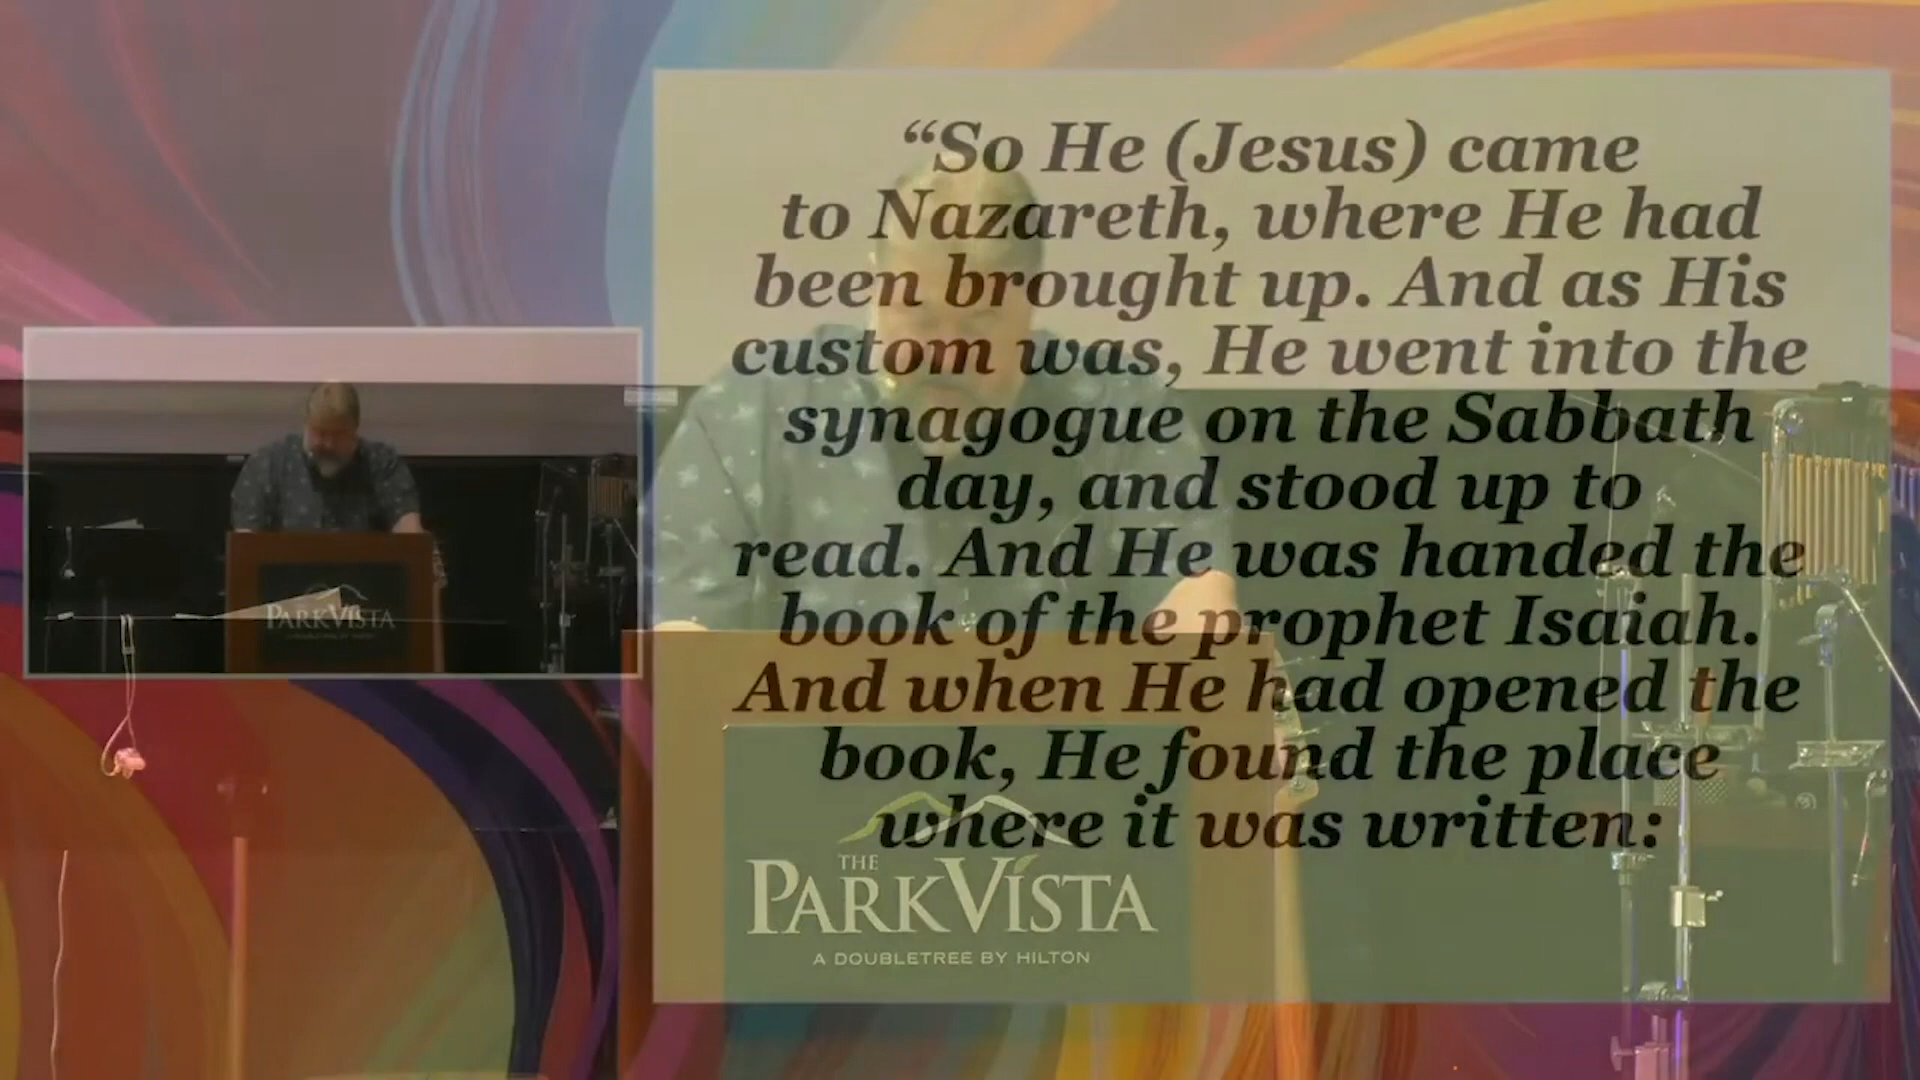 “So He (Jesus) came
to Nazareth, where He had
been brought up. And as His
custom was, He went into the
synagogue on the Sabbath
day, and stood up to
read. And He was handed the
book of the prophet Isaiah.
And when He had opened the
book, He found the place
where it was written:
THE
PARKVISTA
A DOUBLETREE BY HILTON
PARKVISTA